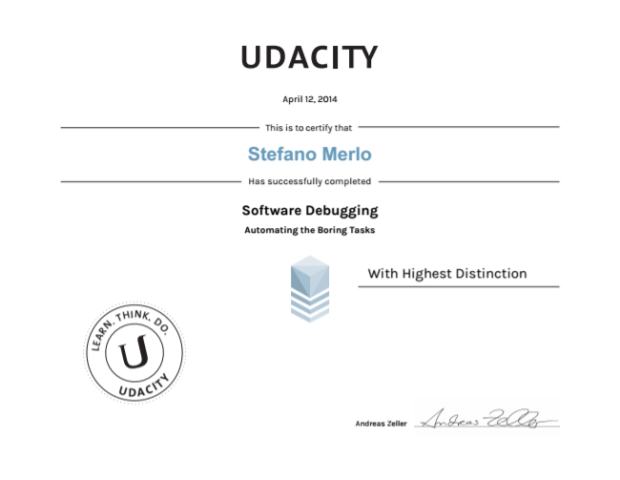 UDACITY
April 12, 2014
This is to certify that
Stefano Merlo
Has successfully completed
Software Debugging
Automating the Boring Tasks
With Highest Distinction
LEARN. THINK. DO.
U
UDACITY
Andreas Zeller Andreas Zeller